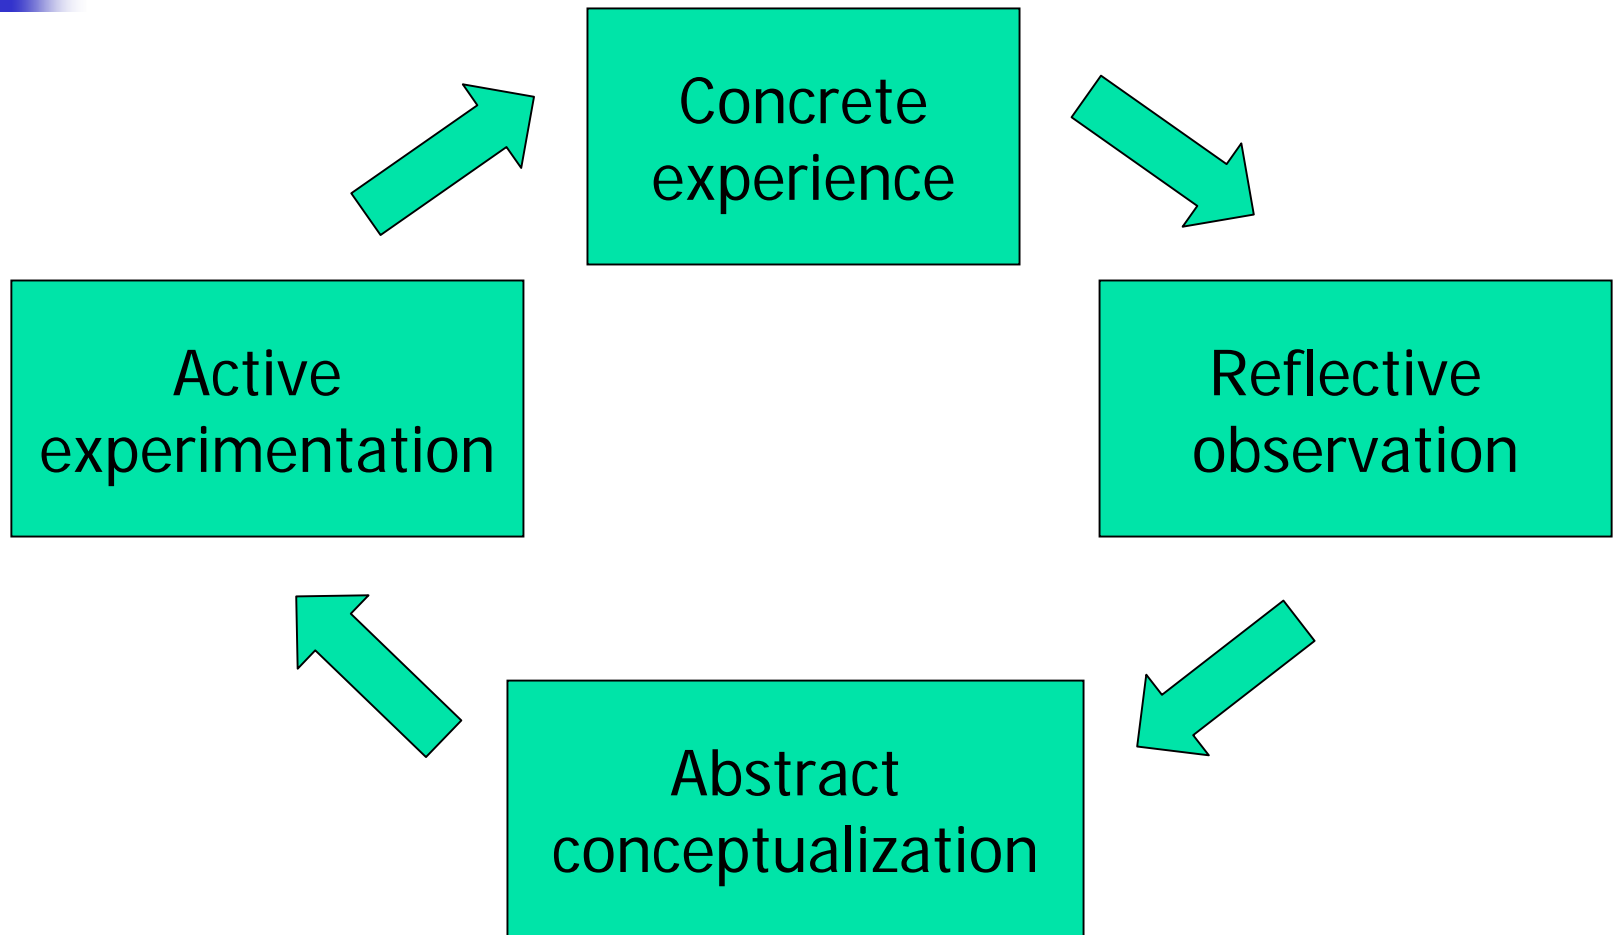 Concrete
experience
Reflective
observation
Abstract
conceptualization
Active
experimentation